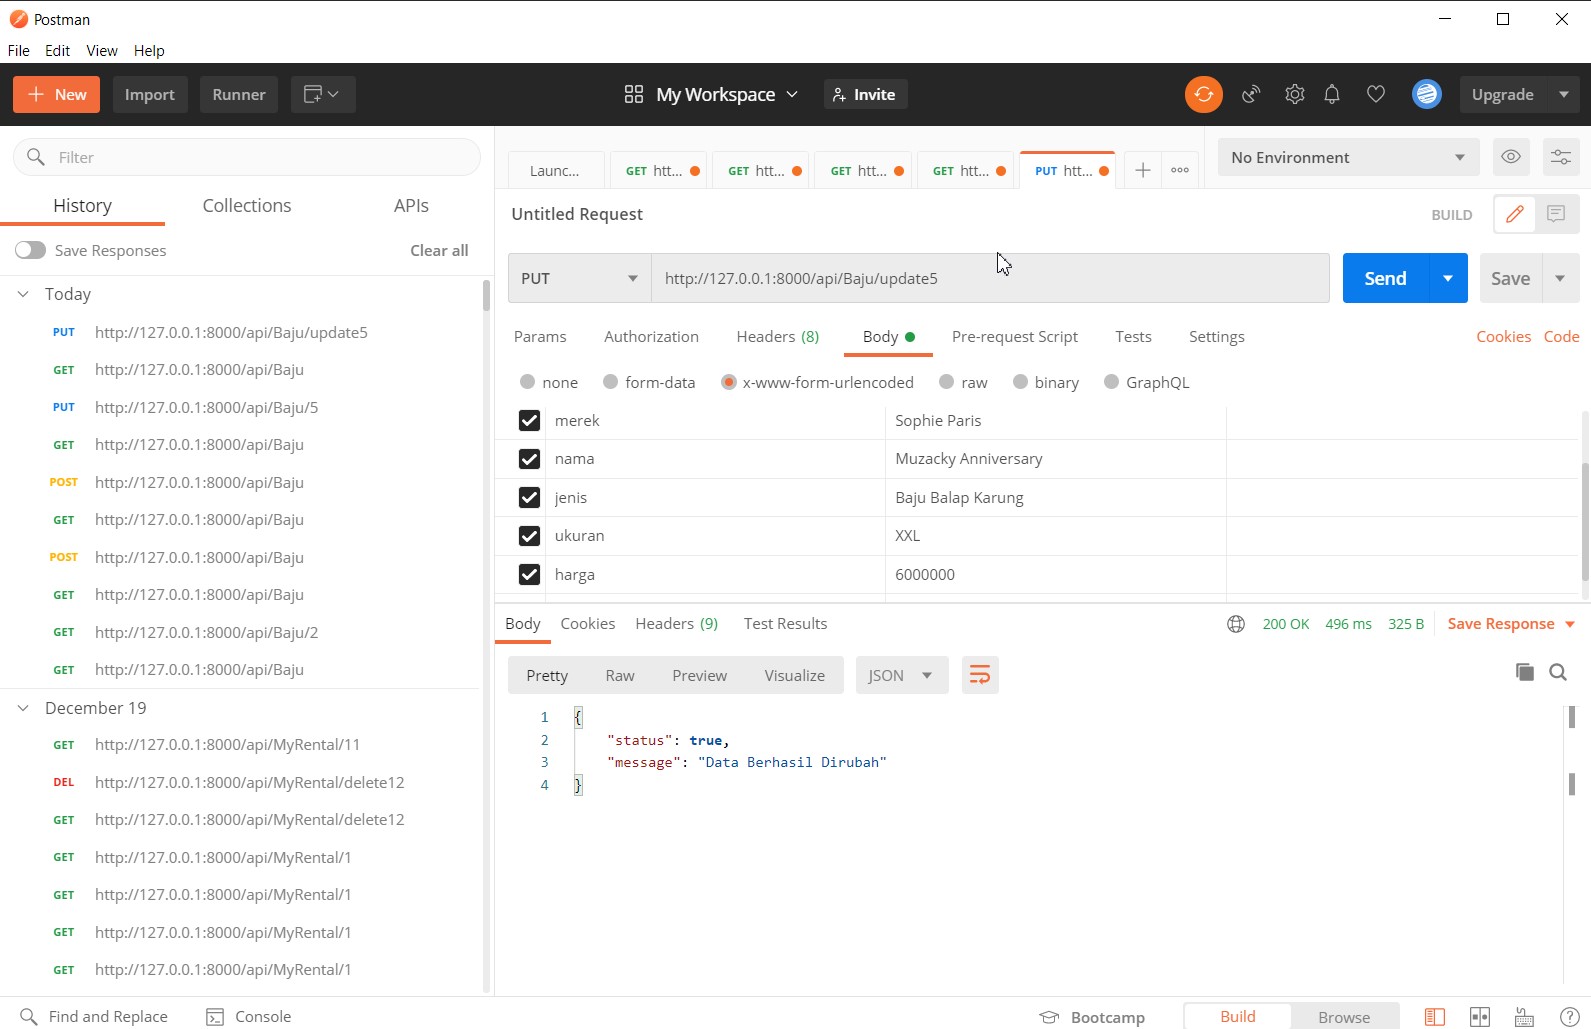 Postman
File Edit View Help
New Import Runner My Workspace Invite Upgrade
Filter
History Collections APIs
Save Responses Clear all
Today
PUT http://127.0.0.1:8000/api/Baju/update5
GET http://127.0.0.1:8000/api/Baju
PUT http://127.0.0.1:8000/api/Baju/5
GET http://127.0.0.1:8000/api/Baju
POST http://127.0.0.1:8000/api/Baju
GET http://127.0.0.1:8000/api/Baju
POST http://127.0.0.1:8000/api/Baju
GET http://127.0.0.1:8000/api/Baju
GET http://127.0.0.1:8000/api/Baju/2
GET http://127.0.0.1:8000/api/Baju
December 19
GET http://127.0.0.1:8000/api/MyRental/11
DEL http://127.0.0.1:8000/api/MyRental/delete12
GET http://127.0.0.1:8000/api/MyRental/delete12
GET http://127.0.0.1:8000/api/MyRental/1
GET http://127.0.0.1:8000/api/MyRental/1
GET http://127.0.0.1:8000/api/MyRental/1
GET http://127.0.0.1:8000/api/MyRental/1
Launc... GET htt... GET htt... GET htt... GET htt... PUT htt... No Environment
Untitled Request BUILD
PUT http://127.0.0.1:8000/api/Baju/update5 Send Save
Params Authorization Headers (8) Body Pre-request Script Tests Settings Cookies Code
none form-data x-www-form-urlencoded raw binary GraphQL
merek Sophie Paris
nama Muzacky Anniversary
jenis Baju Balap Karung
ukuran XXL
harga 6000000
Body Cookies Headers (9) Test Results 200 OK 496 ms 325 B Save Response
Pretty Raw Preview Visualize JSON
1 {
2 "status": true,
3 "message": "Data Berhasil Dirubah"
4 }
Find and Replace Console Bootcamp Build Browse